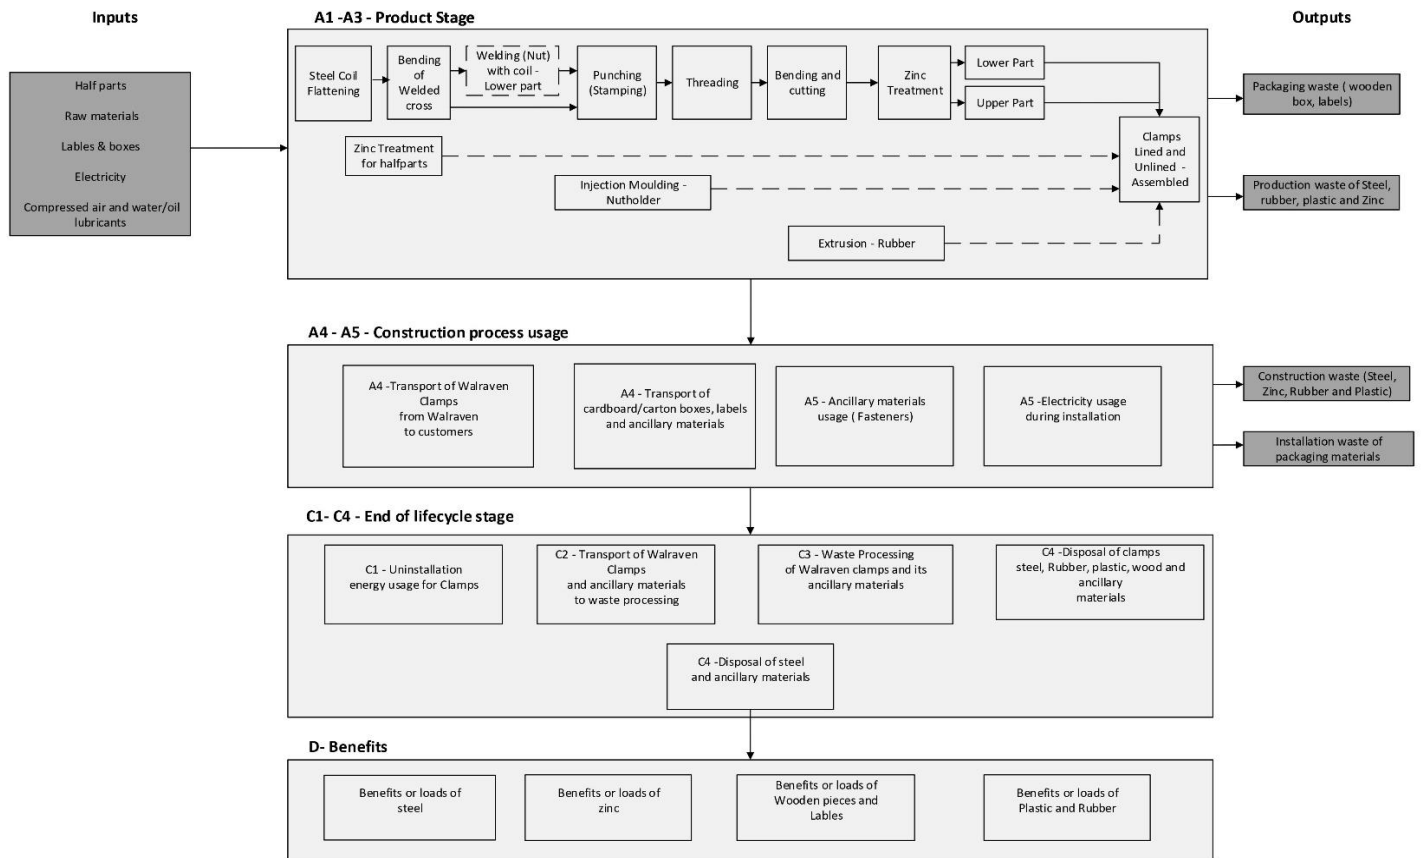 Inputs
A1 -A3 - Product Stage
Outputs
Half parts
Raw materials
Lables & boxes
Electricity
Compressed air and water/oil
lubricants
Steel Coil
Flattening
Bending
of
Welded
cross
Welding (Nut)
with coil -
Lower part
Punching
(Stamping)
Threading
Bending and
cutting
Zinc
Treatment
Lower Part
Upper Part
Clamps
Lined and
Unlined -
Assembled
Zinc Treatment
for halfparts
Injection Moulding -
Nutholder
Extrusion - Rubber
Packaging waste ( wooden
box, labels)
Production waste of Steel,
rubber, plastic and Zinc
A4 - A5 - Construction process usage
A4 -Transport of Walraven
Clamps
from Walraven
to customers
A4 - Transport of
cardboard/carton boxes, labels
and ancillary materials
A5 - Ancillary materials
usage ( Fasteners)
A5 -Electricity usage
during installation
Construction waste (Steel,
Zinc, Rubber and Plastic)
Installation waste of
packaging materials
C1- C4 - End of lifecycle stage
C1 - Uninstallation
energy usage for Clamps
C2 - Transport of Walraven
Clamps
and ancillary materials
to waste processing
C3 - Waste Processing
of Walraven clamps and its
ancillary materials
C4 -Disposal of clamps
steel, Rubber, plastic, wood and
ancillary
materials
C4 -Disposal of steel
and ancillary materials
D- Benefits
Benefits or loads of
steel
Benefits or loads of
zinc
Benefits or loads of
Wooden pieces and
Lables
Benefits or loads of
Plastic and Rubber